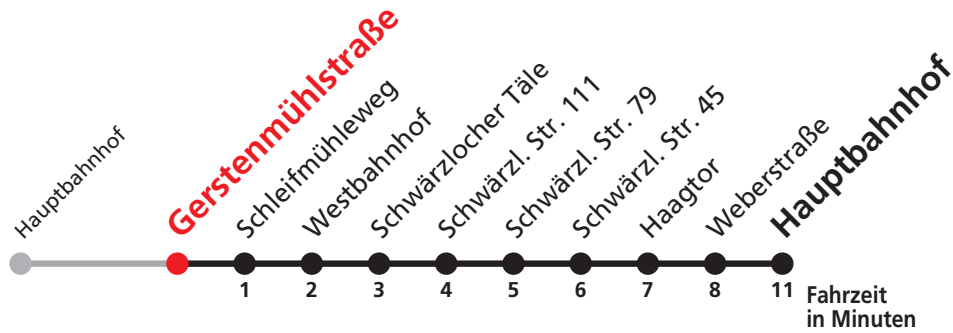 Hauptbahnhof
Gerstenmühlstraße
Schleifmühleweg
Westbahnhof
Schwärzlocher Täle
Schwärzl. Str. 111
Schwärzl. Str. 79
Schwärzl. Str. 45
Haagtor
Weberstraße
Hauptbahnhof
1 2 3 4 5 6 7 8 11
Fahrzeit
in Minuten